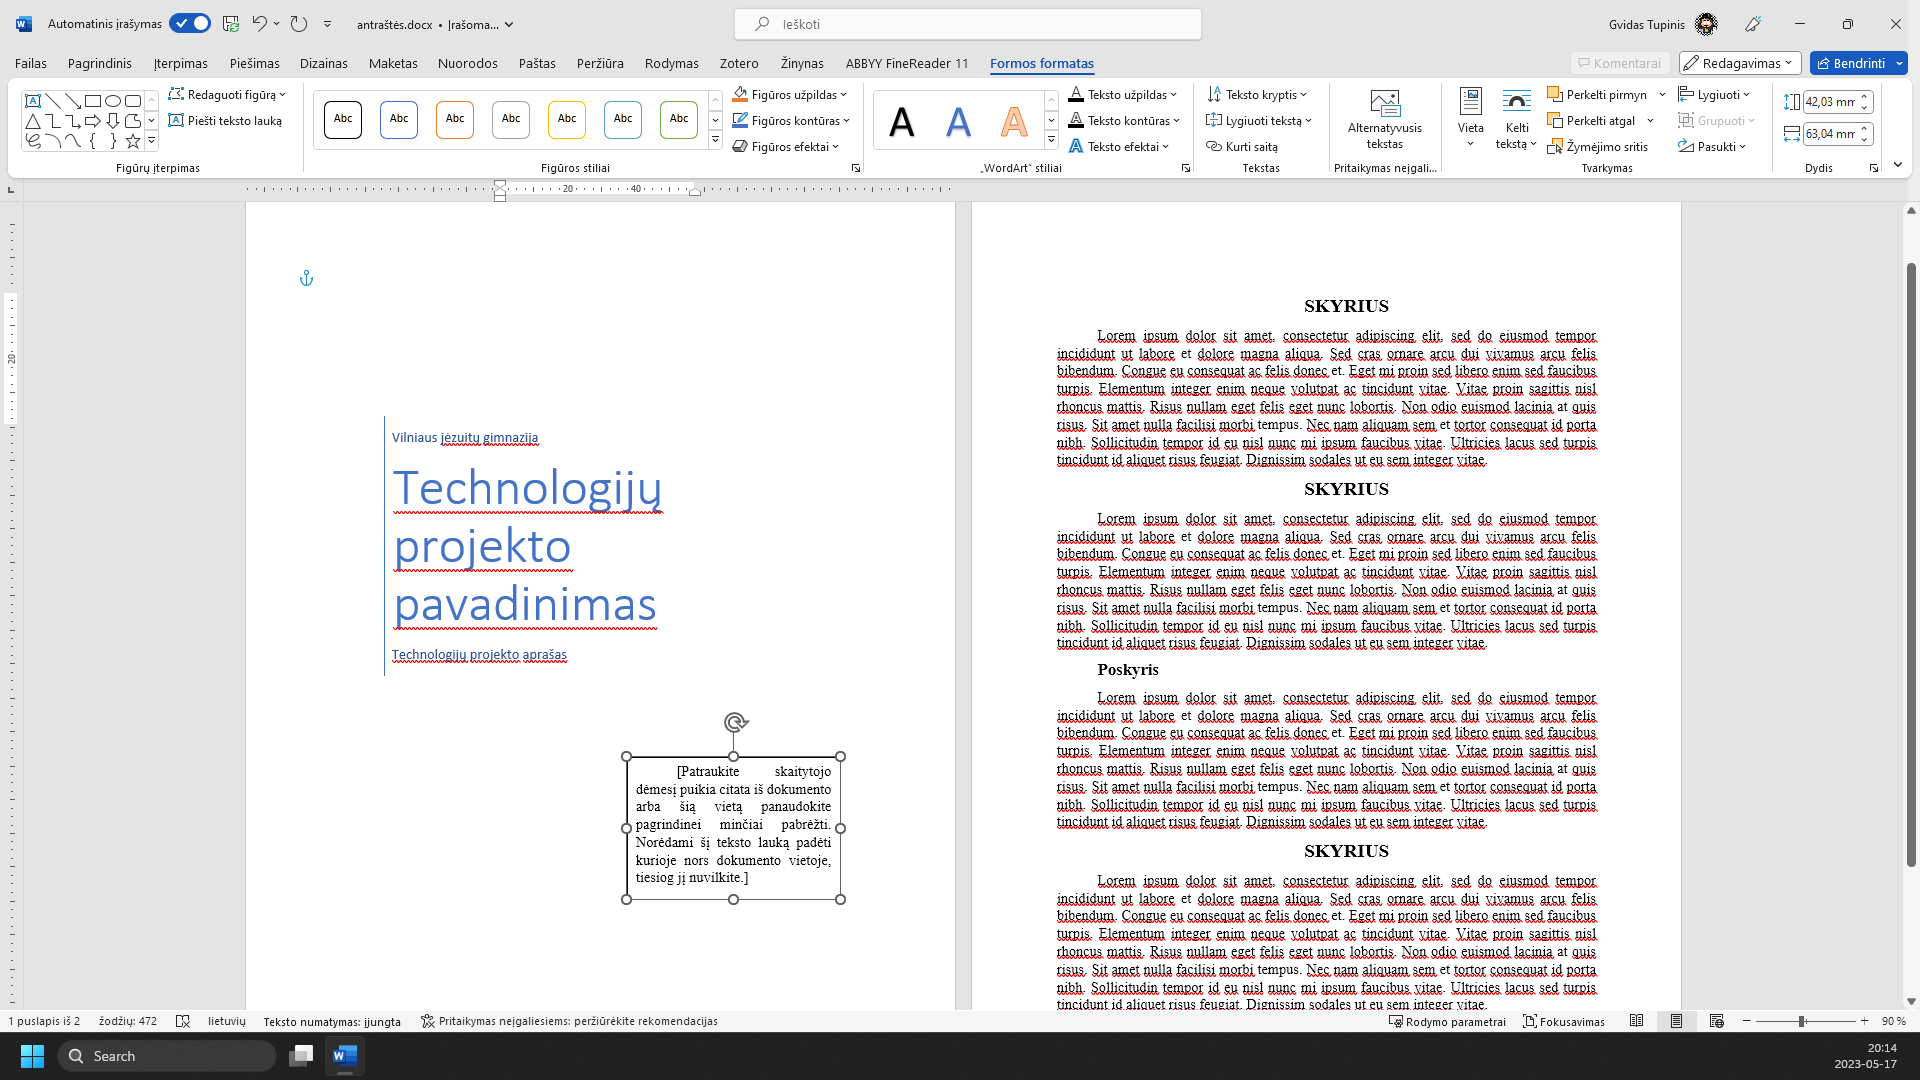 Automatinis įrašymas
antraštės.docx • Įrašoma...
Ieškoti
Gvidas Tupinis
Failas Pagrindinis Įterpimas Piešimas Dizainas Maketas Nuorodos Paštas Peržiūra Rodymas Zotero Žinynas ABBYY FineReader 11 Formos formatas
Komentarai Redagavimas Bendrinti
Redaguoti figūrą
Piešti teksto lauką
Figūrų įterpimas
Abc Abc Abc Abc Abc Abc Abc
Figūros užpildas
Figūros kontūras
Figūros efektai
Figūros stiliai
A A A
Teksto užpildas
Teksto kontūras
Teksto efektai
„WordArt“ stiliai
Teksto kryptis
Lygiuoti tekstą
Kurti saitą
Tekstas
Alternatyvusis
tekstas
Pritaikymas neįgali...
Vieta
Kelti
tekstą
Perkelti pirmyn
Perkelti atgal
Žymėjimo sritis
Lygiuoti
Grupuoti
Pasukti
Tvarkymas
42,03 mm
63,04 mm
Dydis
20 40
20
Vilniaus jėzuitų gimnazija
Technologijų
projekto
pavadinimas
Technologijų projekto aprašas
[Patraukite skaitytojo
dėmesį puikia citata iš dokumento
arba šią vietą panaudokite
pagrindinei minčiai pabrėžti.
Norėdami šį teksto lauką padėti
kurioje nors dokumento vietoje,
tiesiog jį nuvilkite.]
SKYRIUS
Lorem ipsum dolor sit amet, consectetur adipiscing elit, sed do eiusmod tempor
incididunt ut labore et dolore magna aliqua. Sed cras ornare arcu dui vivamus arcu felis
bibendum. Congue eu consequat ac felis donec et. Eget mi proin sed libero enim sed faucibus
turpis. Elementum integer enim neque volutpat ac tincidunt vitae. Vitae proin sagittis nisl
rhoncus mattis. Risus nullam eget felis eget nunc lobortis. Non odio euismod lacinia at quis
risus. Sit amet nulla facilisi morbi tempus. Nec nam aliquam sem et tortor consequat id porta
nibh. Sollicitudin tempor id eu nisl nunc mi ipsum faucibus vitae. Ultricies lacus sed turpis
tincidunt id aliquet risus feugiat. Dignissim sodales ut eu sem integer vitae.
SKYRIUS
Lorem ipsum dolor sit amet, consectetur adipiscing elit, sed do eiusmod tempor
incididunt ut labore et dolore magna aliqua. Sed cras ornare arcu dui vivamus arcu felis
bibendum. Congue eu consequat ac felis donec et. Eget mi proin sed libero enim sed faucibus
turpis. Elementum integer enim neque volutpat ac tincidunt vitae. Vitae proin sagittis nisl
rhoncus mattis. Risus nullam eget felis eget nunc lobortis. Non odio euismod lacinia at quis
risus. Sit amet nulla facilisi morbi tempus. Nec nam aliquam sem et tortor consequat id porta
nibh. Sollicitudin tempor id eu nisl nunc mi ipsum faucibus vitae. Ultricies lacus sed turpis
tincidunt id aliquet risus feugiat. Dignissim sodales ut eu sem integer vitae.
Poskyris
Lorem ipsum dolor sit amet, consectetur adipiscing elit, sed do eiusmod tempor
incididunt ut labore et dolore magna aliqua. Sed cras ornare arcu dui vivamus arcu felis
bibendum. Congue eu consequat ac felis donec et. Eget mi proin sed libero enim sed faucibus
turpis. Elementum integer enim neque volutpat ac tincidunt vitae. Vitae proin sagittis nisl
rhoncus mattis. Risus nullam eget felis eget nunc lobortis. Non odio euismod lacinia at quis
risus. Sit amet nulla facilisi morbi tempus. Nec nam aliquam sem et tortor consequat id porta
nibh. Sollicitudin tempor id eu nisl nunc mi ipsum faucibus vitae. Ultricies lacus sed turpis
tincidunt id aliquet risus feugiat. Dignissim sodales ut eu sem integer vitae.
SKYRIUS
Lorem ipsum dolor sit amet, consectetur adipiscing elit, sed do eiusmod tempor
incididunt ut labore et dolore magna aliqua. Sed cras ornare arcu dui vivamus arcu felis
bibendum. Congue eu consequat ac felis donec et. Eget mi proin sed libero enim sed faucibus
turpis. Elementum integer enim neque volutpat ac tincidunt vitae. Vitae proin sagittis nisl
rhoncus mattis. Risus nullam eget felis eget nunc lobortis. Non odio euismod lacinia at quis
risus. Sit amet nulla facilisi morbi tempus. Nec nam aliquam sem et tortor consequat id porta
nibh. Sollicitudin tempor id eu nisl nunc mi ipsum faucibus vitae. Ultricies lacus sed turpis
tincidunt id aliquet risus feugiat. Dignissim sodales ut eu sem integer vitae.
1 puslapis iš 2 žodžių: 472 lietuvių Teksto numatymas: įjungta Pritaikymas neįgaliesiems: peržiūrėkite rekomendacijas
Rodymo parametrai Fokusavimas 90 %
Search
20:14
2023-05-17